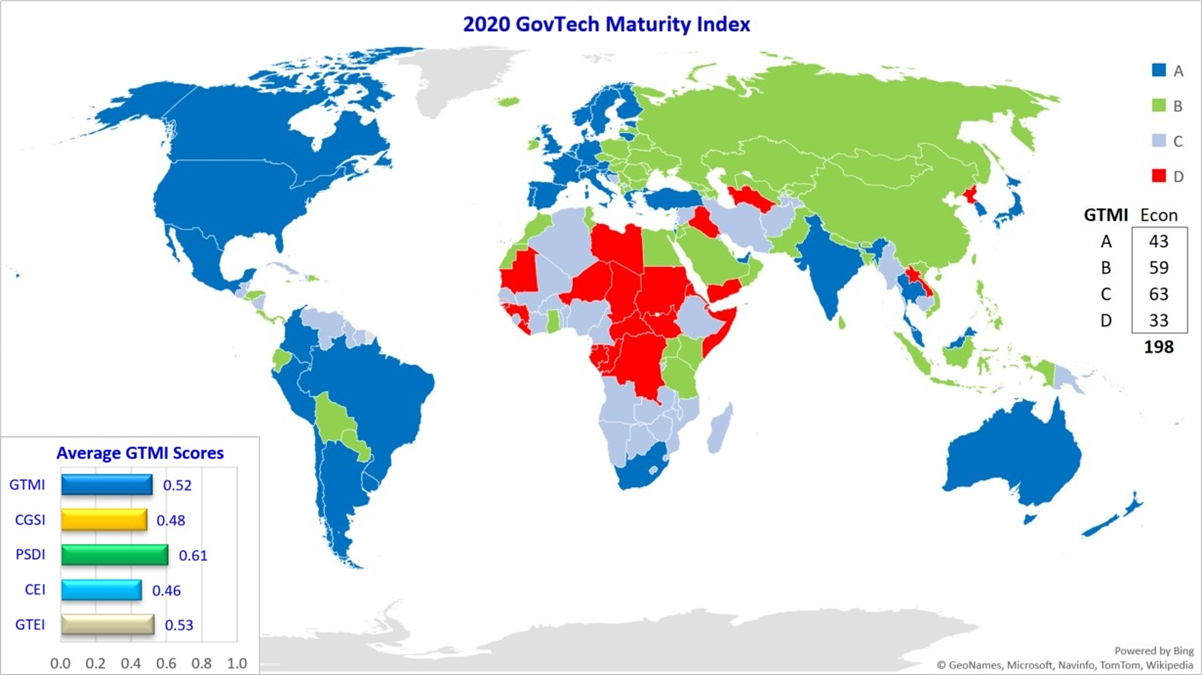 2020 GovTech Maturity Index
A
B
C
D
GTMI Econ
A 43
B 59
C 63
D 33
198
Average GTMI Scores
GTMI 0.52
CGSI 0.48
PSDI 0.61
CEI 0.46
GTEI 0.53
0.0 0.2 0.4 0.6 0.8 1.0
Powered by Bing
© GeoNames, Microsoft, Navinfo, TomTom, Wikipedia